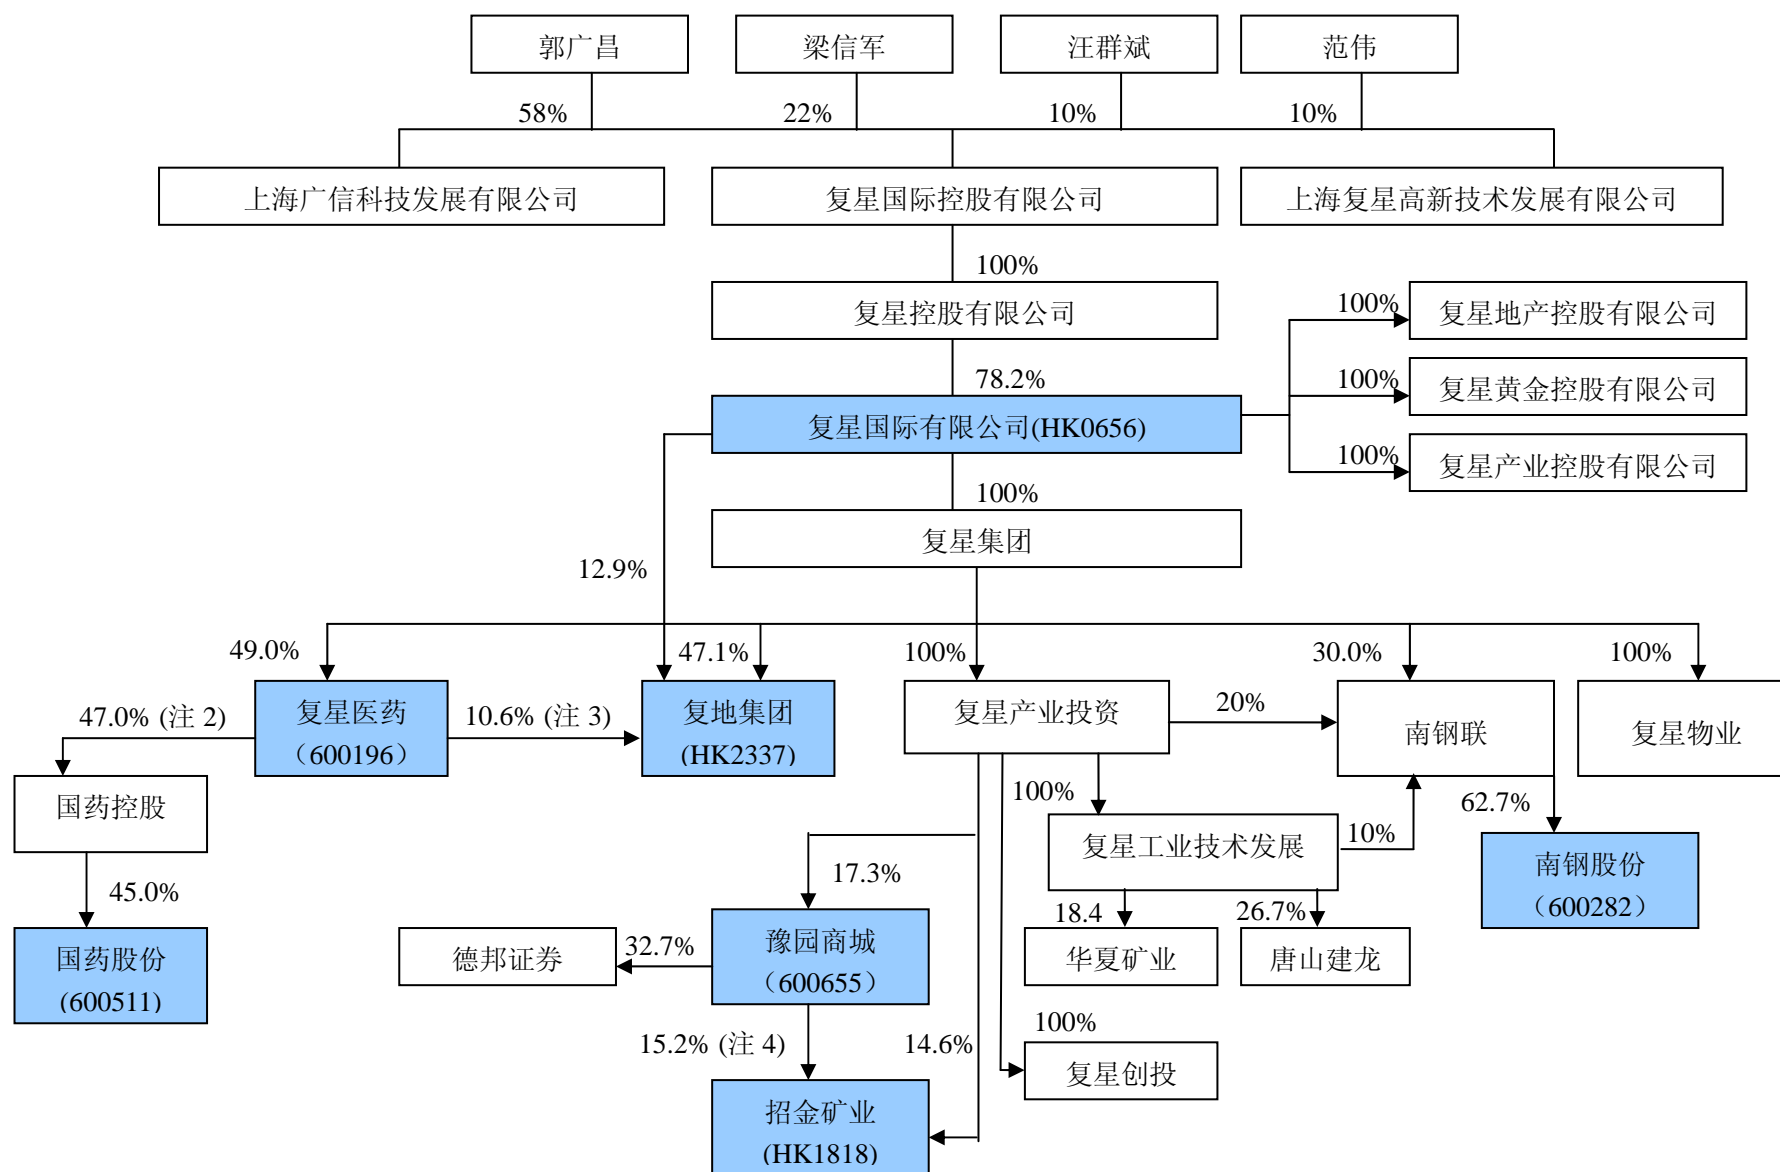 郭广昌
梁信军
汪群斌
范伟
58%
22%
10%
10%
上海广信科技发展有限公司
复星国际控股有限公司
上海复星高新技术发展有限公司
100%
复星控股有限公司
100%
复星地产控股有限公司
78.2%
100%
复星黄金控股有限公司
复星国际有限公司(HK0656)
100%
复星产业控股有限公司
100%
复星集团
12.9%
49.0%
47.1%
100%
30.0%
100%
47.0% (注 2)
复星医药
（600196）
10.6% (注 3)
复地集团
(HK2337)
复星产业投资
20%
南钢联
复星物业
国药控股
100%
62.7%
复星工业技术发展
10%
南钢股份
（600282）
45.0%
17.3%
18.4
26.7%
国药股份
(600511)
德邦证券
32.7%
豫园商城
（600655）
华夏矿业
唐山建龙
15.2% (注 4)
14.6%
100%
复星创投
招金矿业
(HK1818)